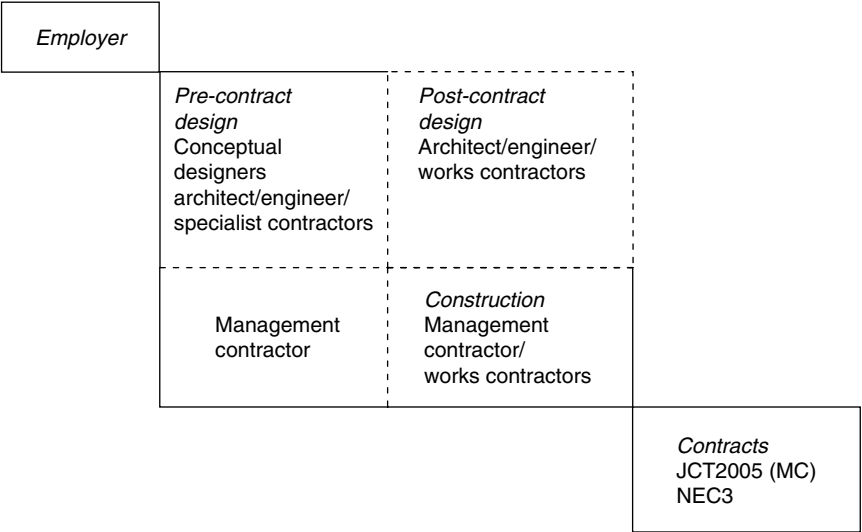 Employer
Pre-contract
design
Conceptual
designers
architect/engineer/
specialist contractors
Post-contract
design
Architect/engineer/
works contractors
Management
contractor
Construction
Management
contractor/
works contractors
Contracts
JCT2005 (MC)
NEC3